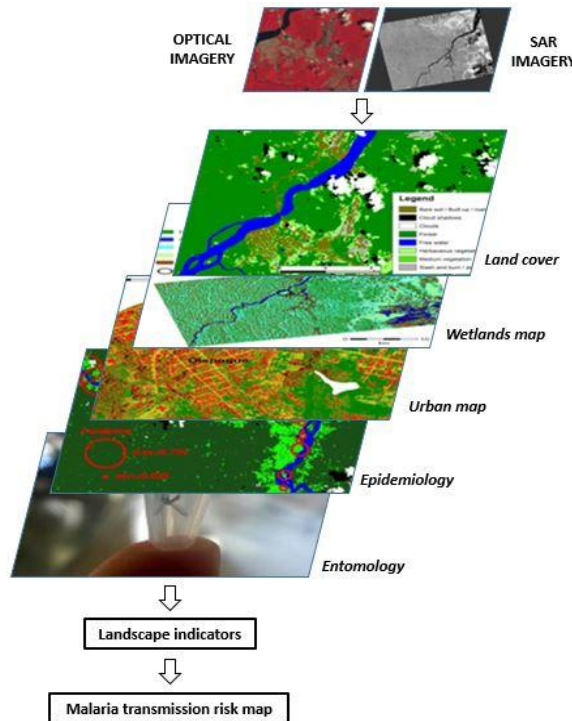 OPTICAL
IMAGERY
SAR
IMAGERY
Legend
Cloud shadows
Clouds
Forest
Free water
Land cover
Wetlands map
Urban map
Epidemiology
Entomology
Landscape indicators
Malaria transmission risk map